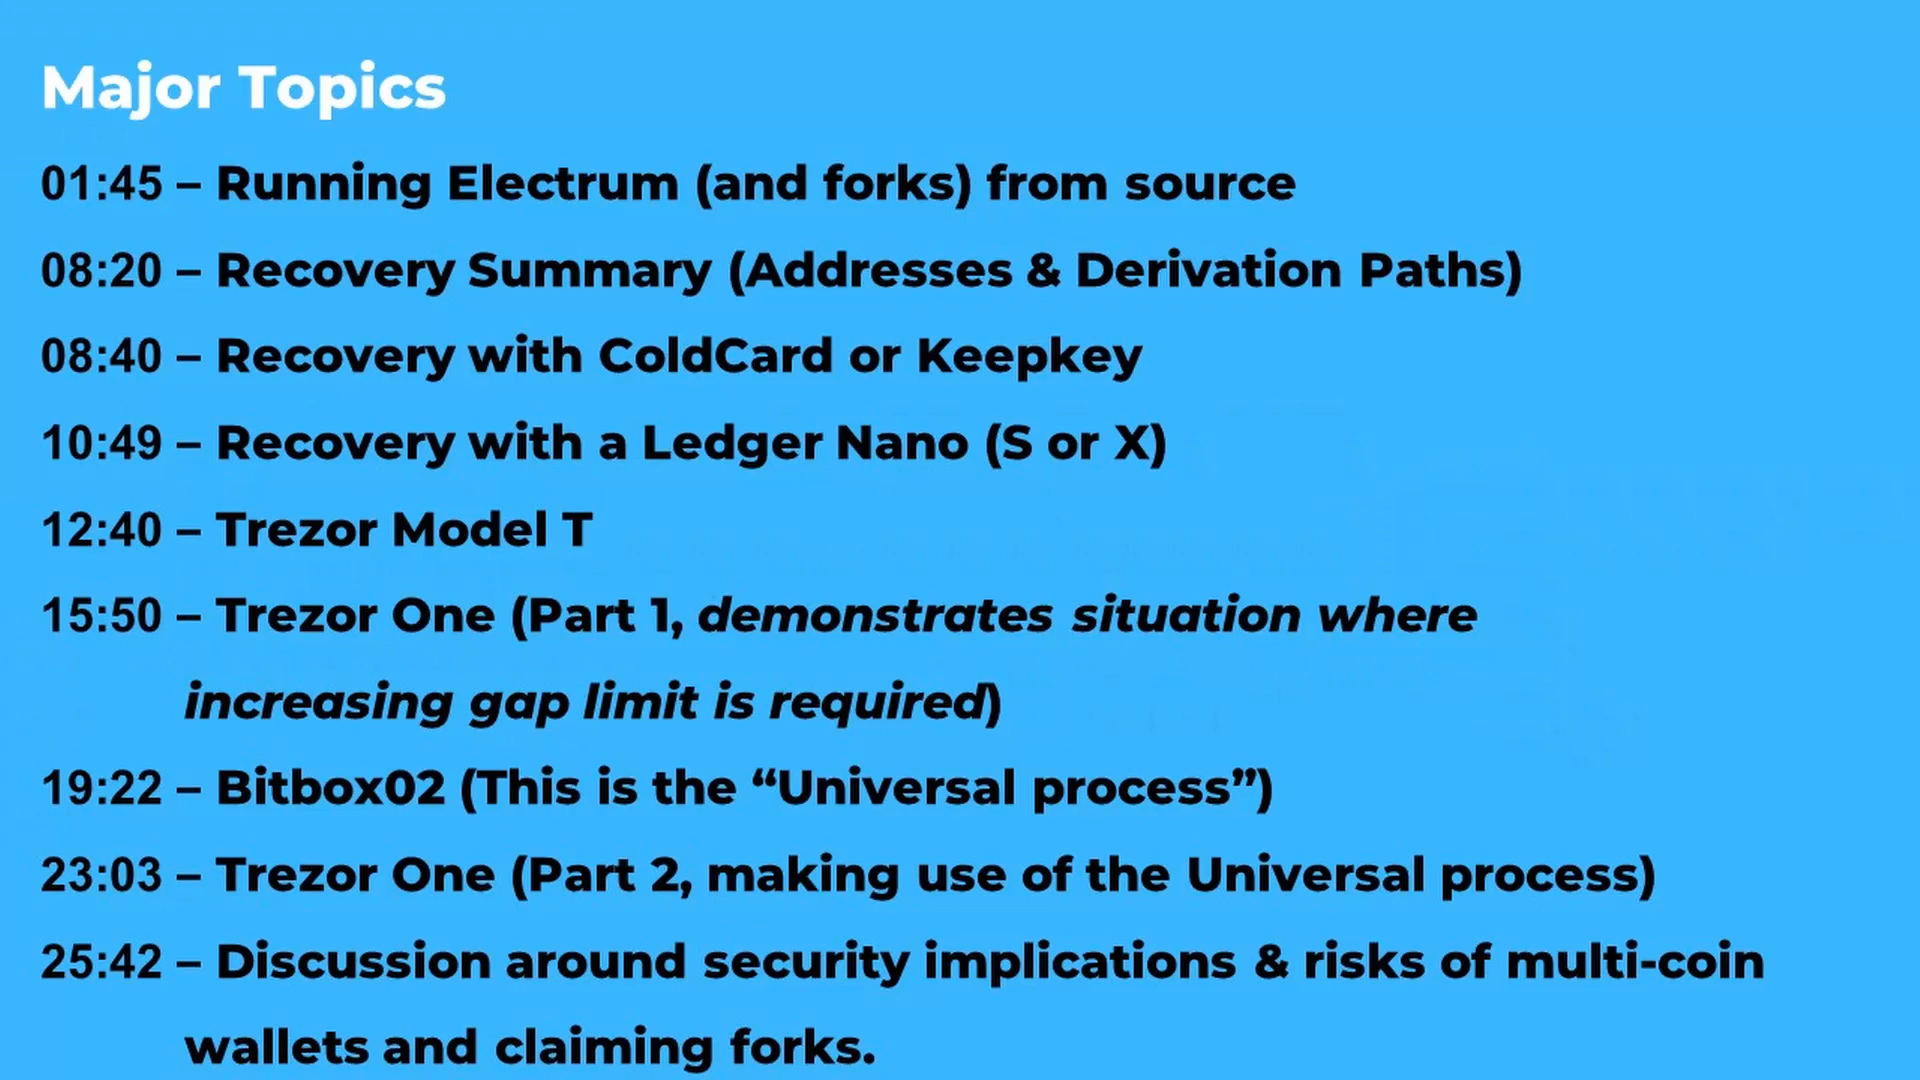 Major Topics
01:45 – Running Electrum (and forks) from source
08:20 – Recovery Summary (Addresses & Derivation Paths)
08:40 – Recovery with ColdCard or Keepkey
10:49 – Recovery with a Ledger Nano (S or X)
12:40 – Trezor Model T
15:50 – Trezor One (Part 1, demonstrates situation where
increasing gap limit is required)
19:22 – Bitbox02 (This is the “Universal process”)
23:03 – Trezor One (Part 2, making use of the Universal process)
25:42 – Discussion around security implications & risks of multi-coin
wallets and claiming forks.